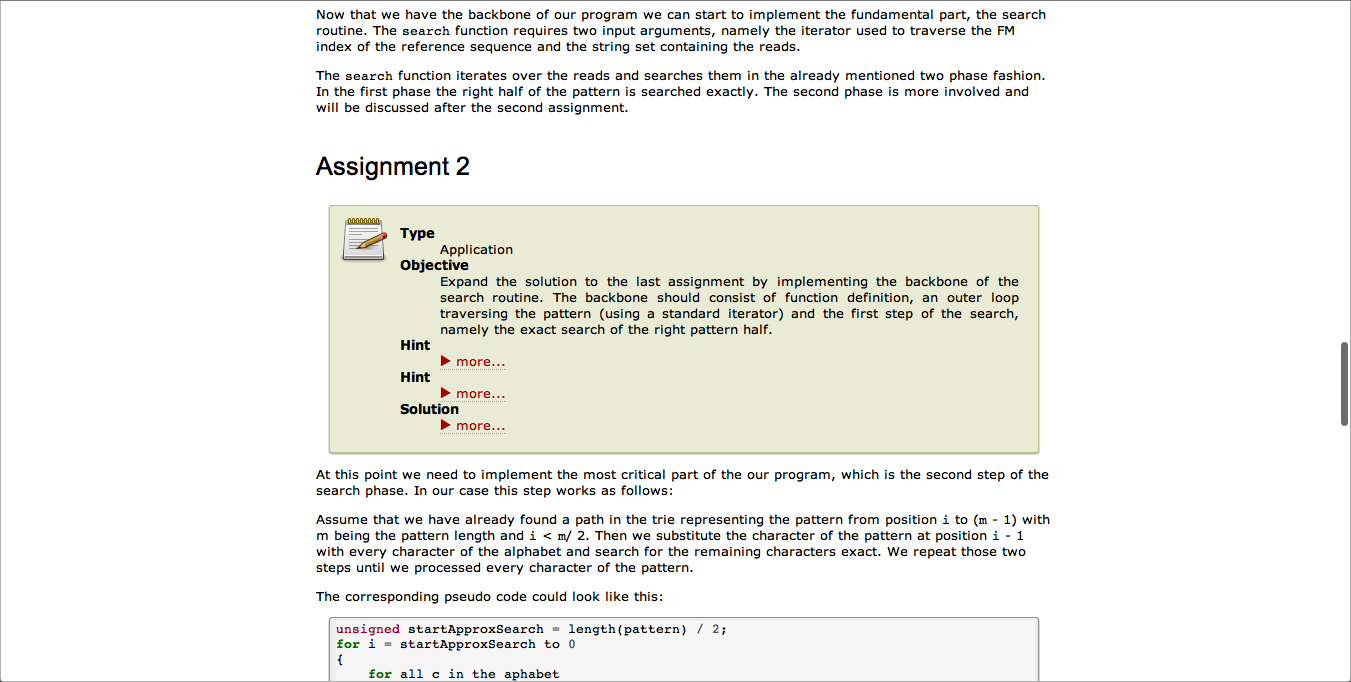 Now that we have the backbone of our program we can start to implement the fundamental part, the search
routine. The search function requires two input arguments, namely the iterator used to traverse the FM
index of the reference sequence and the string set containing the reads.
The search function iterates over the reads and searches them in the already mentioned two phase fashion.
In the first phase the right half of the pattern is searched exactly. The second phase is more involved and
will be discussed after the second assignment.
Assignment 2
Type
Application
Objective
Expand the solution to the last assignment by implementing the backbone of the
search routine. The backbone should consist of function definition, an outer loop
traversing the pattern (using a standard iterator) and the first step of the search,
namely the exact search of the right pattern half.
Hint
more...
Hint
more...
Solution
more...
At this point we need to implement the most critical part of the our program, which is the second step of the
search phase. In our case this step works as follows:
Assume that we have already found a path in the trie representing the pattern from position i to (m - 1) with
m being the pattern length and i < m/ 2. Then we substitute the character of the pattern at position i - 1
with every character of the alphabet and search for the remaining characters exact. We repeat those two
steps until we processed every character of the pattern.
The corresponding pseudo code could look like this:
unsigned startApproxSearch = length(pattern) / 2;
for i = startApproxSearch to 0
{
for all c in the aphabet